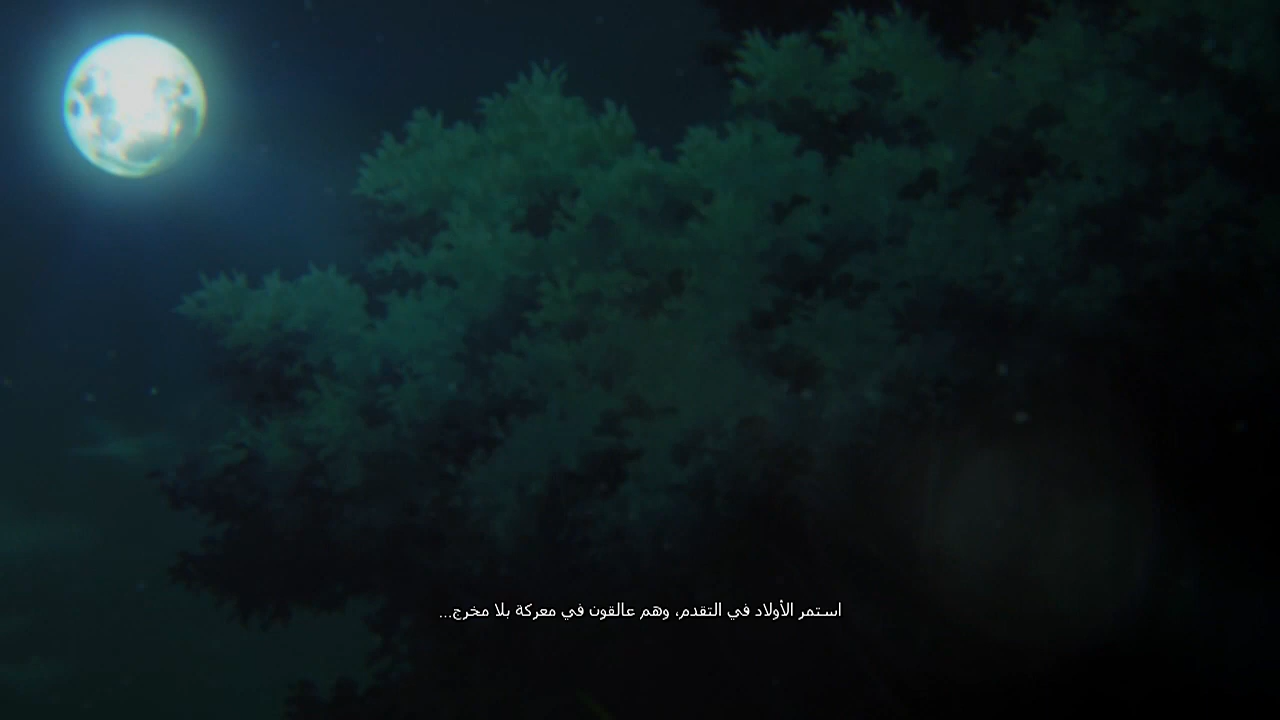 استمر الأولاد في التقدم، وهم عالقون في معركة بلا مخرج...